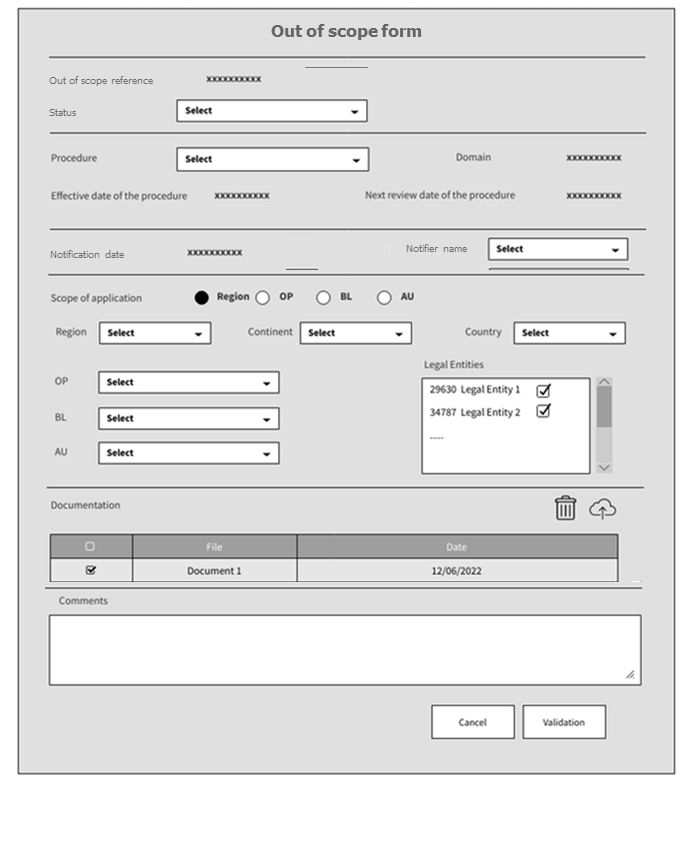 Out of scope form
Out of scope reference xxxxxxxxxx
Status Select
Procedure Select Domain xxxxxxxxxx
Effective date of the procedure xxxxxxxxxx Next review date of the procedure xxxxxxxxxx
Notification date xxxxxxxxxx Notifier name Select
Scope of application Region OP BL AU
Region Select Continent Select Country Select
Legal Entities
OP Select 29630 Legal Entity 1
34787 Legal Entity 2
BL Select
.....
AU Select
Documentation
File Date
Document 1 12/06/2022
Comments
Cancel Validation